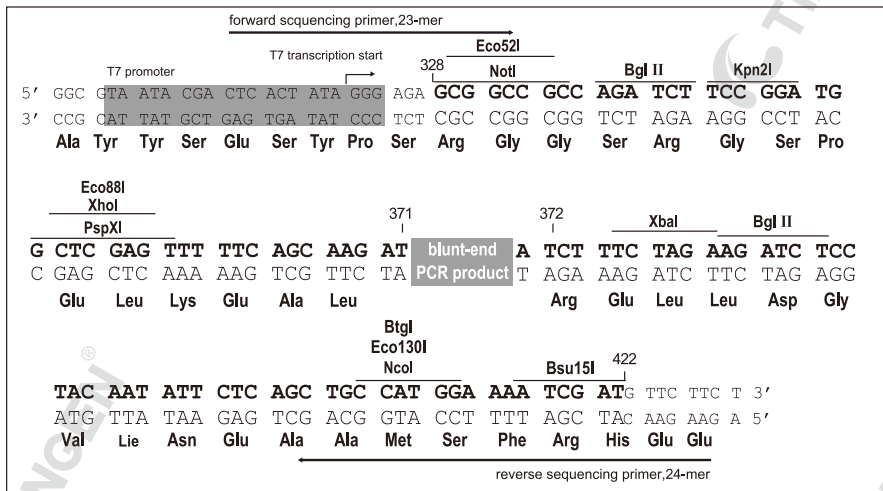 forward scquencing primer,23-mer
T7 promoter T7 transcription start 328 Eco52I
NotI Bgl II Kpn2I
5′ GGC GTAA ATA CGA CTC ACT ATA GGG AGA GCG GCC GCC AGA TCT TCC GGA TG
3′ CCG CATT TAT GCT GAG TGA TAT CCC TCT CGC CGG CGG TCT AGA AGG CCT AC
Ala Tyr Tyr Ser Glu Ser Tyr Pro Ser Arg Gly Gly Ser Arg Gly Ser Pro
Eco88I
XhoI
PspXI 371 372 XbaI Bgl II
G CTC GAG TTT TTC AGC AAG AT blunt-end A TCT TTC TAG AAG ATC TCC
C GAG CTC AAA AAG TCG TTC TA PCR product T AGA AAG ATC TTC TAG AGG
Glu Leu Lys Glu Ala Leu Arg Glu Leu Leu Asp Gly
BtgI
Eco130I
NcoI Bsu15I 422
TAC AAT ATT CTC AGC TGC CAT GGA AAA TCG ATG TTC TTC T 3′
ATG TTA TAA GAG TCG ACG GTA CCT TTT AGC TAC AAG AAG A 5′
Val Lie Asn Glu Ala Ala Met Ser Phe Arg His Glu Glu
reverse sequencing primer,24-mer
ANGEN®